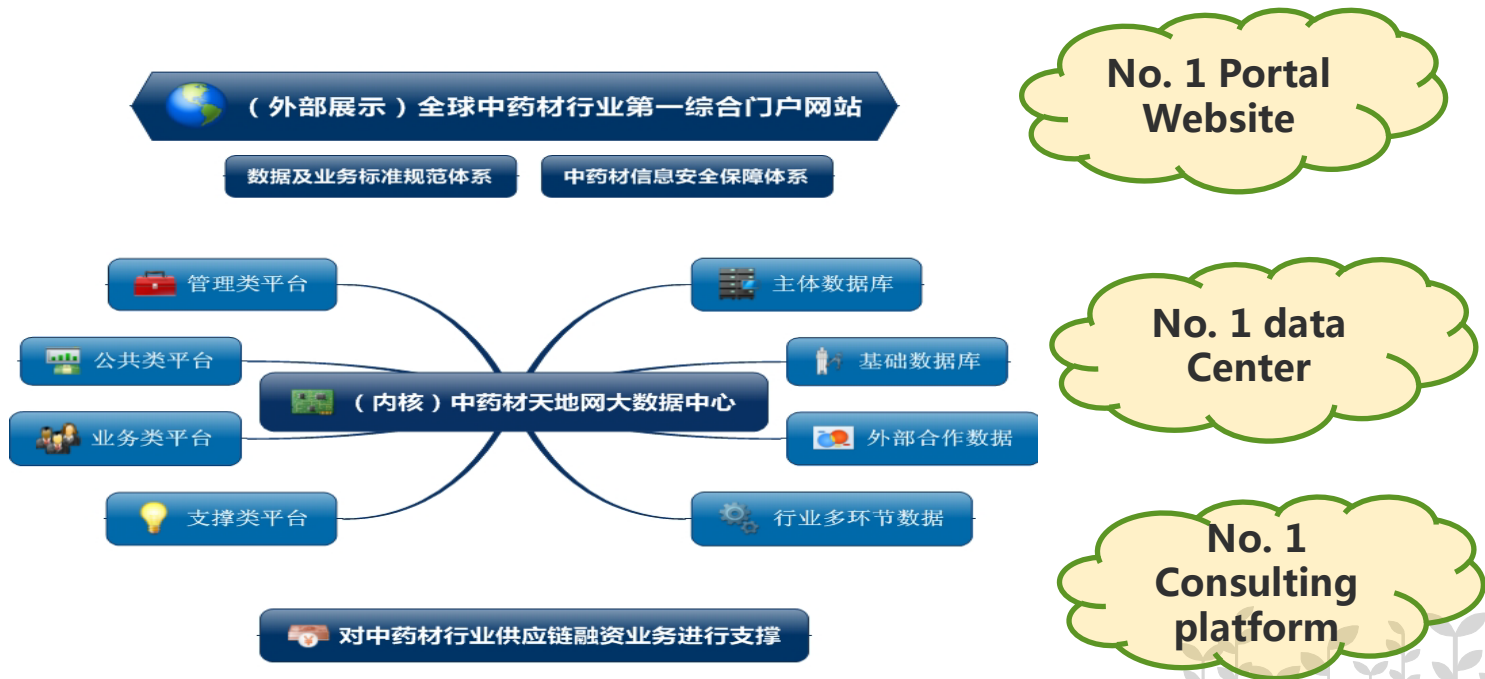 （外部展示）全球中药材行业第一综合门户网站
数据及业务标准规范体系
中药材信息安全保障体系
管理类平台
主体数据库
公共类平台
基础数据库
（内核）中药材天地网大数据中心
业务类平台
外部合作数据
支撑类平台
行业多环节数据
对中药材行业供应链融资业务进行支撑
No. 1 Portal
Website
No. 1 data
Center
No. 1
Consulting
platform